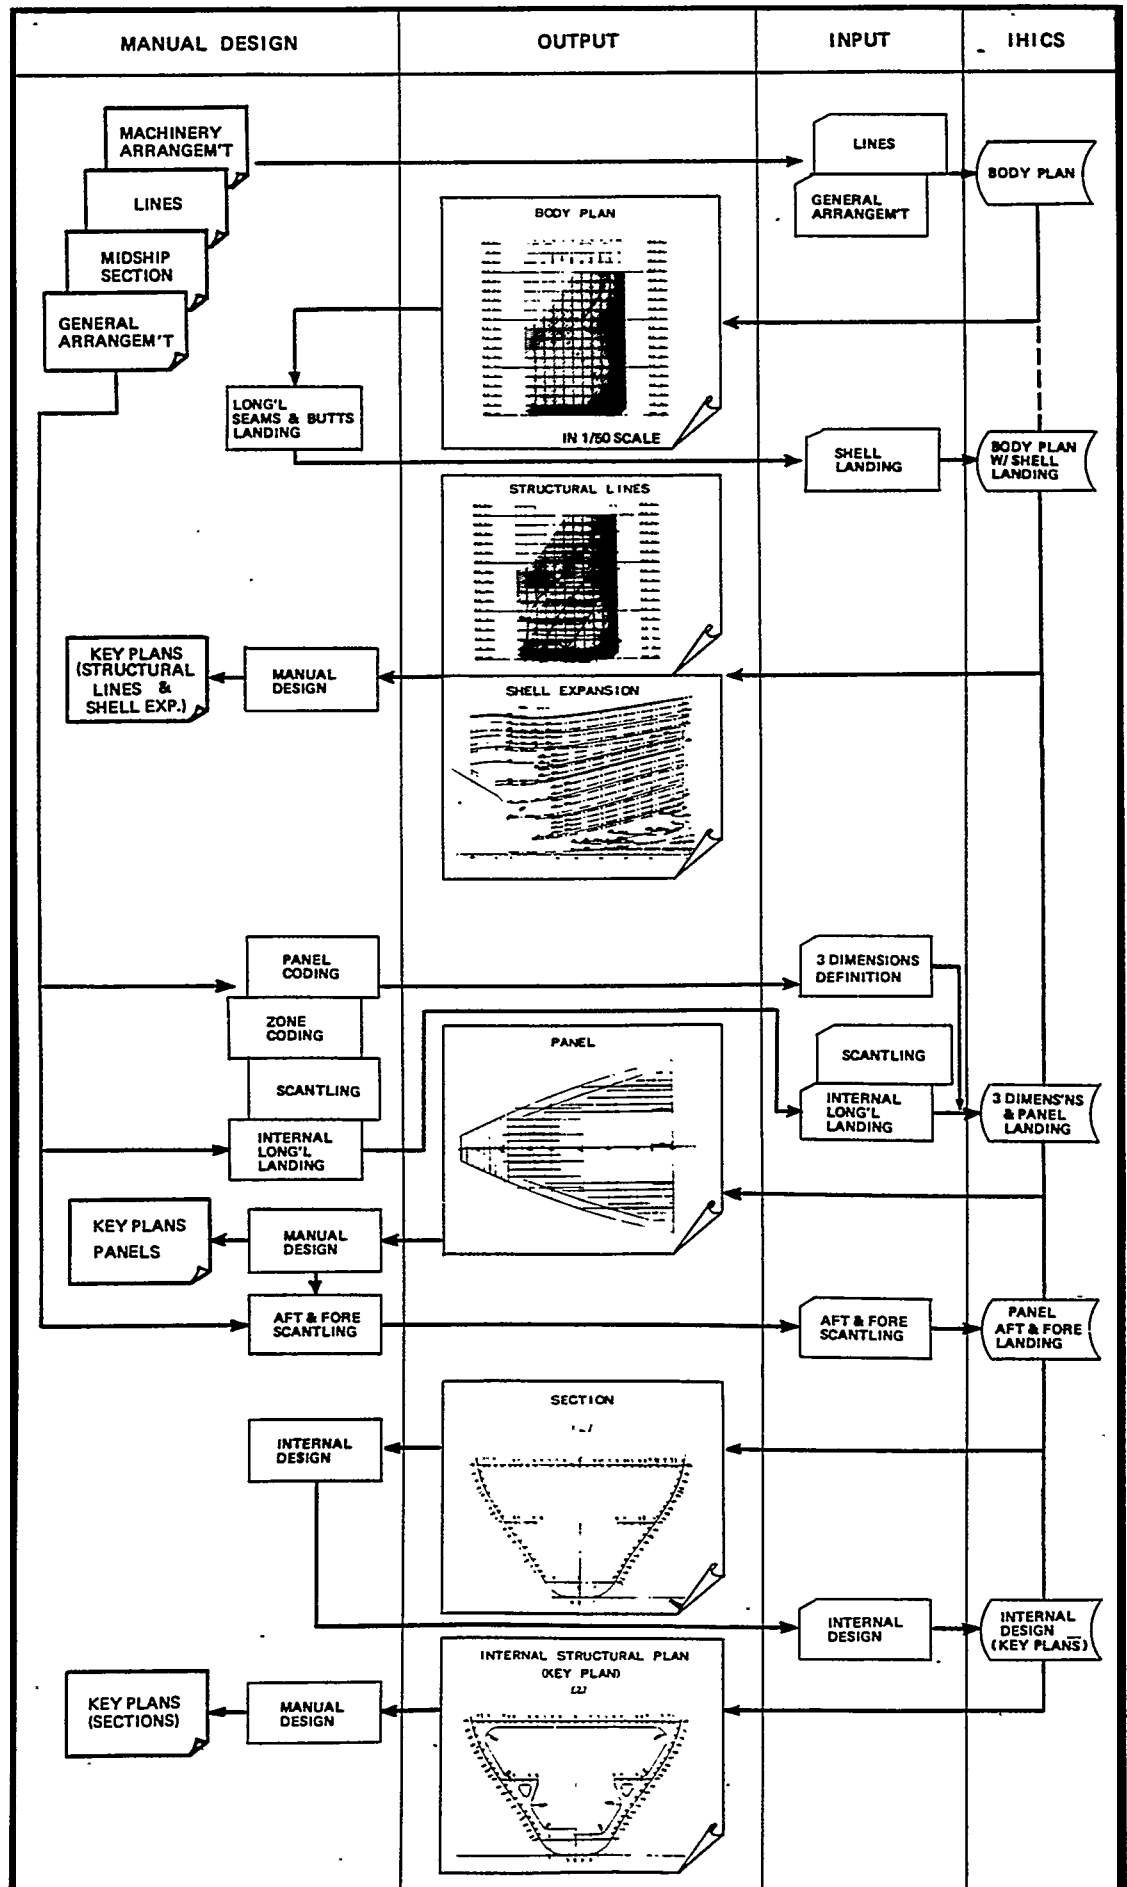 MANUAL DESIGN
OUTPUT
INPUT
IHICS
MACHINERY
ARRANGEM'T
LINES
MIDSHIP
SECTION
GENERAL
ARRANGEM'T
LINES
GENERAL
ARRANGEM'T
BODY PLAN
BODY PLAN
IN 1/50 SCALE
LONG'L
SEAMS & BUTTS
LANDING
SHELL
LANDING
BODY PLAN
W/ SHELL
LANDING
STRUCTURAL LINES
KEY PLANS
(STRUCTURAL
LINES &
SHELL EXP.)
MANUAL
DESIGN
SHELL EXPANSION
PANEL
CODING
ZONE
CODING
SCANTLING
INTERNAL
LONG'L
LANDING
3 DIMENSIONS
DEFINITION
SCANTLING
INTERNAL
LONG'L
LANDING
3 DIMENS'NS
& PANEL
LANDING
PANEL
KEY PLANS
PANELS
MANUAL
DESIGN
AFT & FORE
SCANTLING
AFT & FORE
SCANTLING
PANEL
AFT & FORE
LANDING
SECTION
INTERNAL
DESIGN
INTERNAL
DESIGN
INTERNAL
DESIGN
(KEY PLANS)
INTERNAL STRUCTURAL PLAN
(KEY PLAN)
KEY PLANS
(SECTIONS)
MANUAL
DESIGN